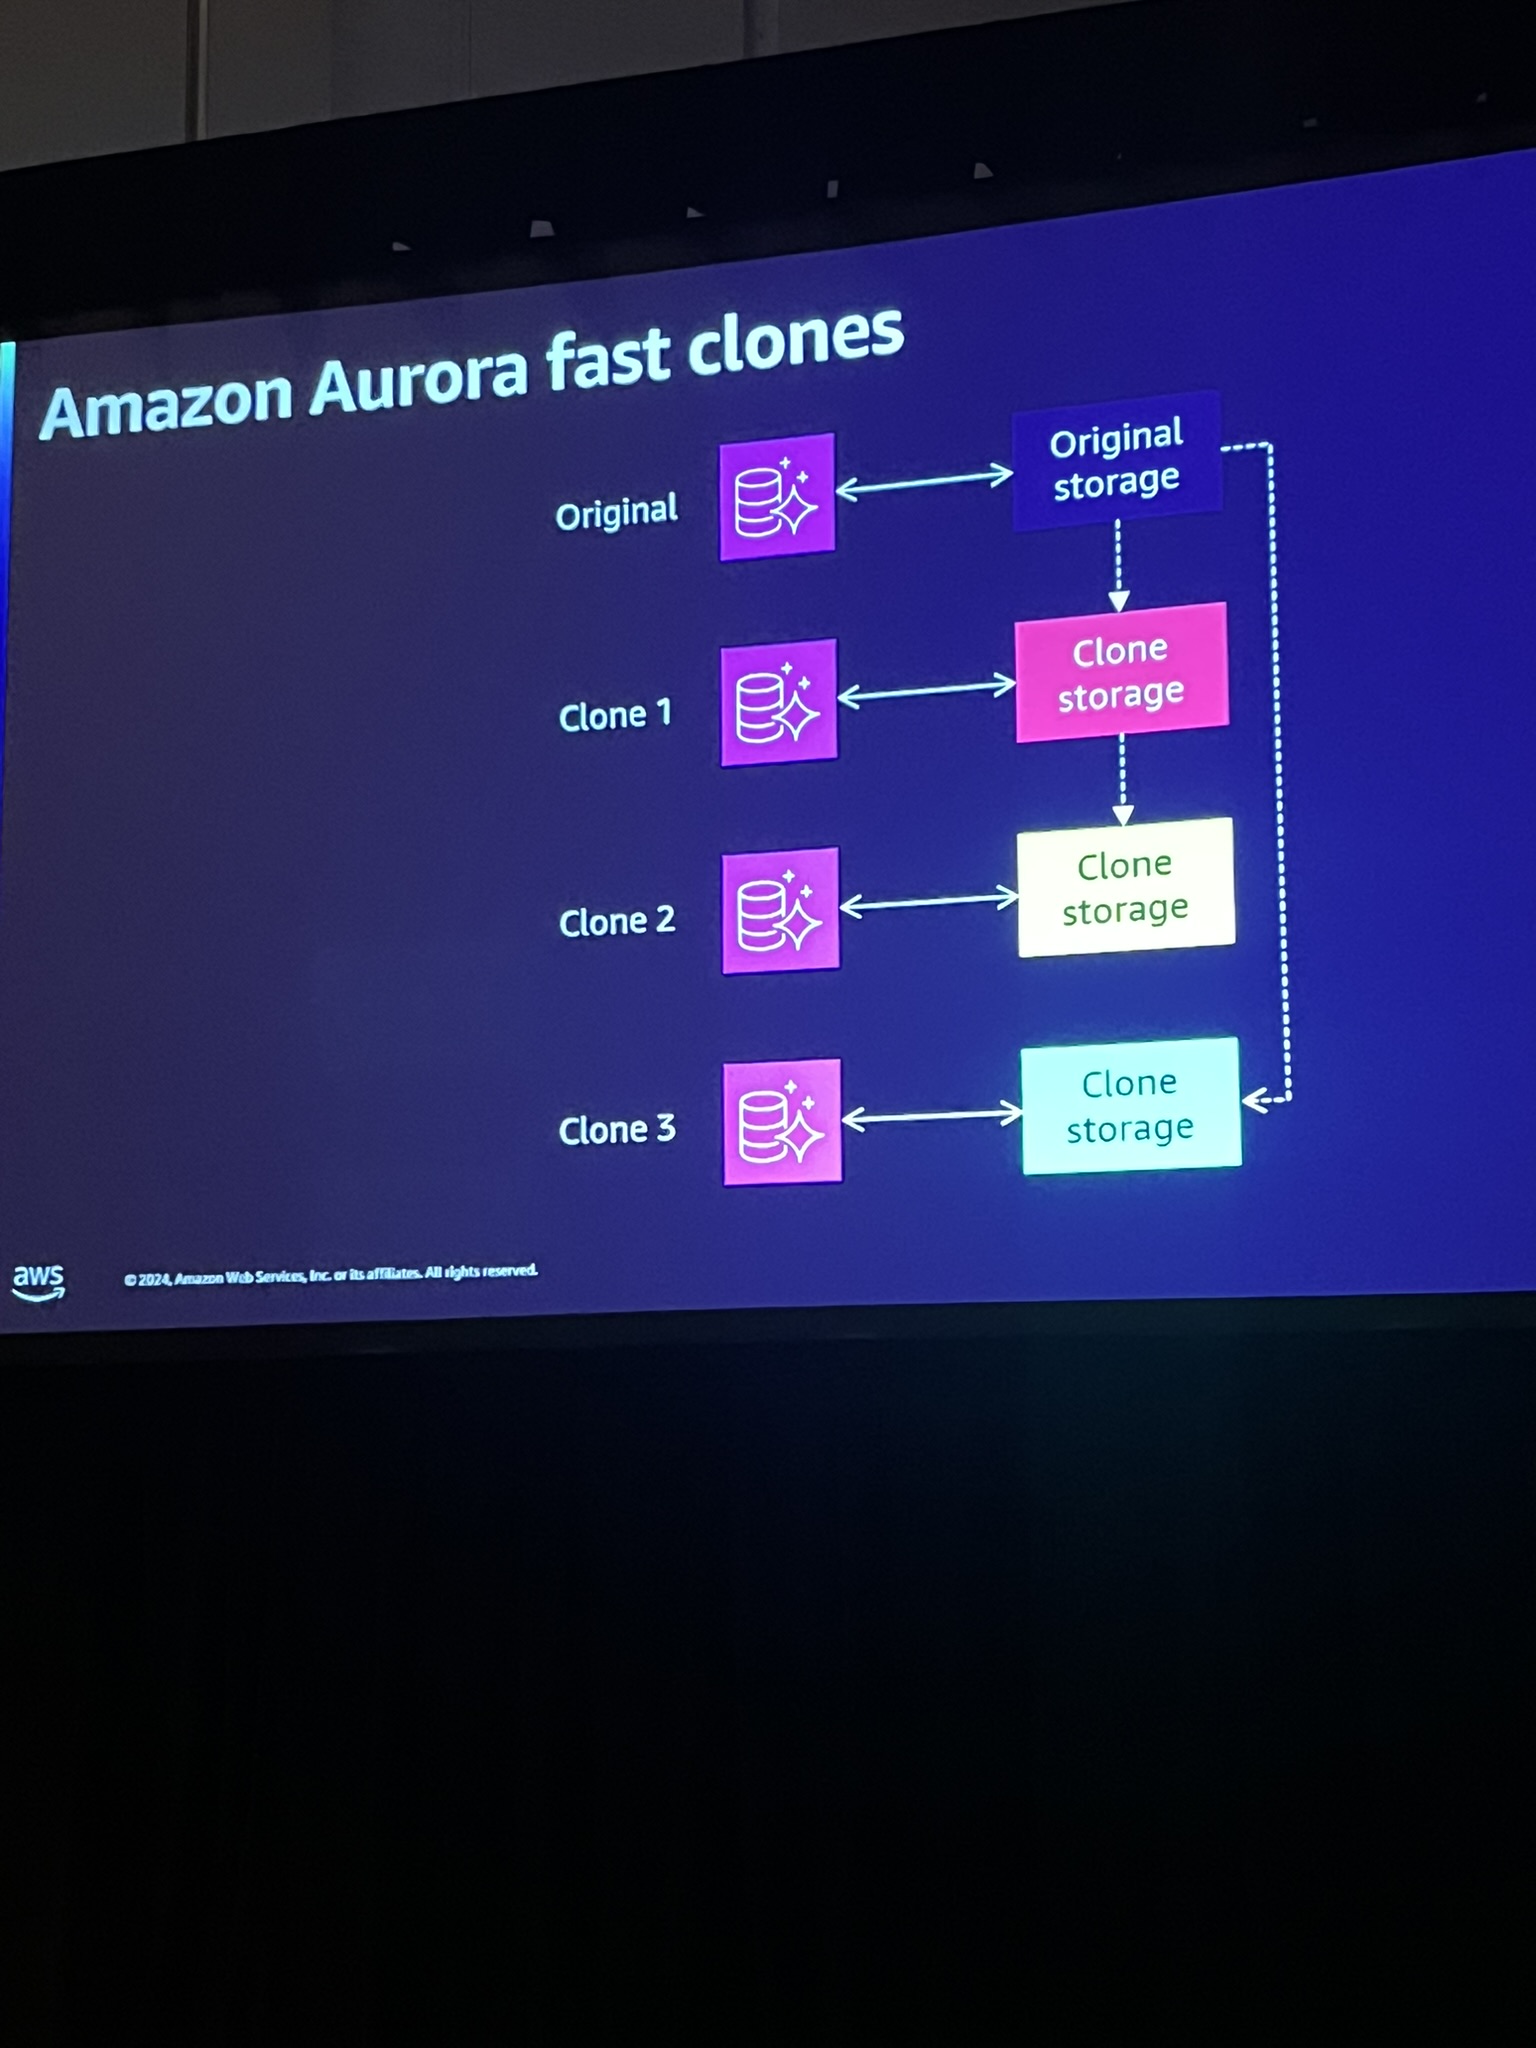 Amazon Aurora fast clones
Original
Original
storage
Clone 1
Clone
storage
Clone 2
Clone
storage
Clone 3
Clone
storage
aws
© 2024, Amazon Web Services, Inc. or its affiliates. All rights reserved.